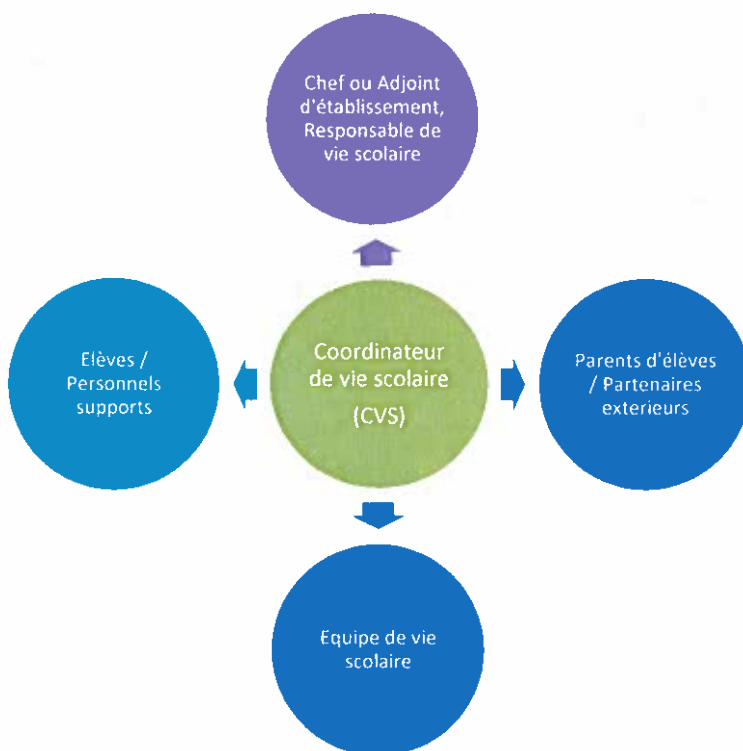 Chef ou Adjoint
d'établissement,
Responsable de
vie scolaire
Elèves /
Personnels
supports
Coordinateur
de vie scolaire
(CVS)
Parents d'élèves
/ Partenaires
exterieurs
Equipe de vie
scolaire